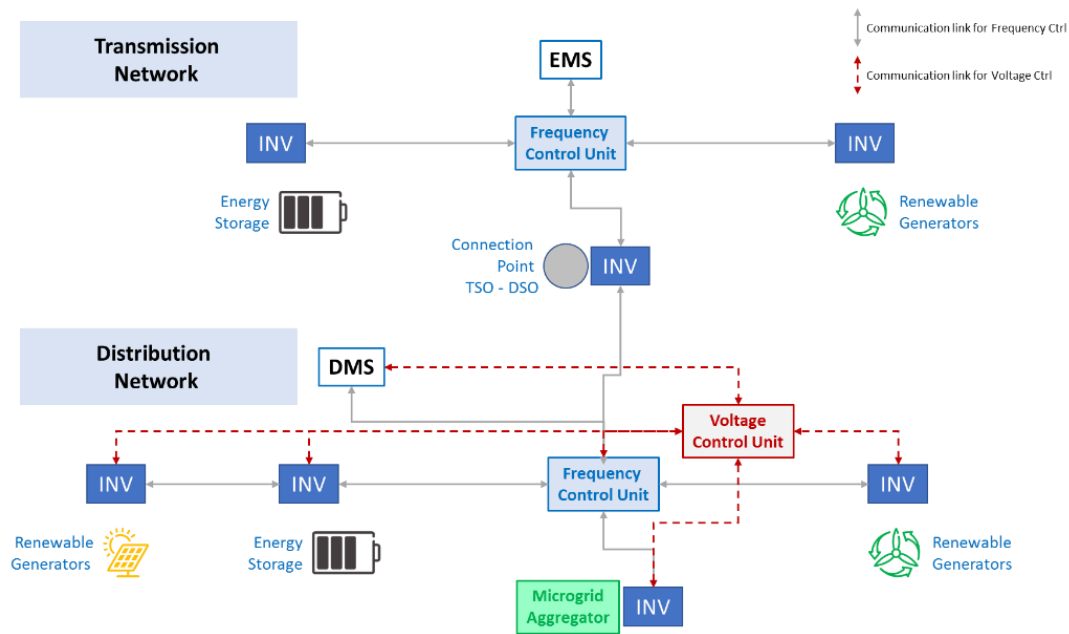 Transmission
Network
EMS
Communication link for Frequency Ctrl
Communication link for Voltage Ctrl
INV
Frequency
Control Unit
INV
Energy
Storage
Renewable
Generators
Connection
Point
TSO - DSO
INV
Distribution
Network
DMS
Voltage
Control Unit
INV
INV
Frequency
Control Unit
INV
Renewable
Generators
Energy
Storage
Renewable
Generators
Microgrid
Aggregator
INV